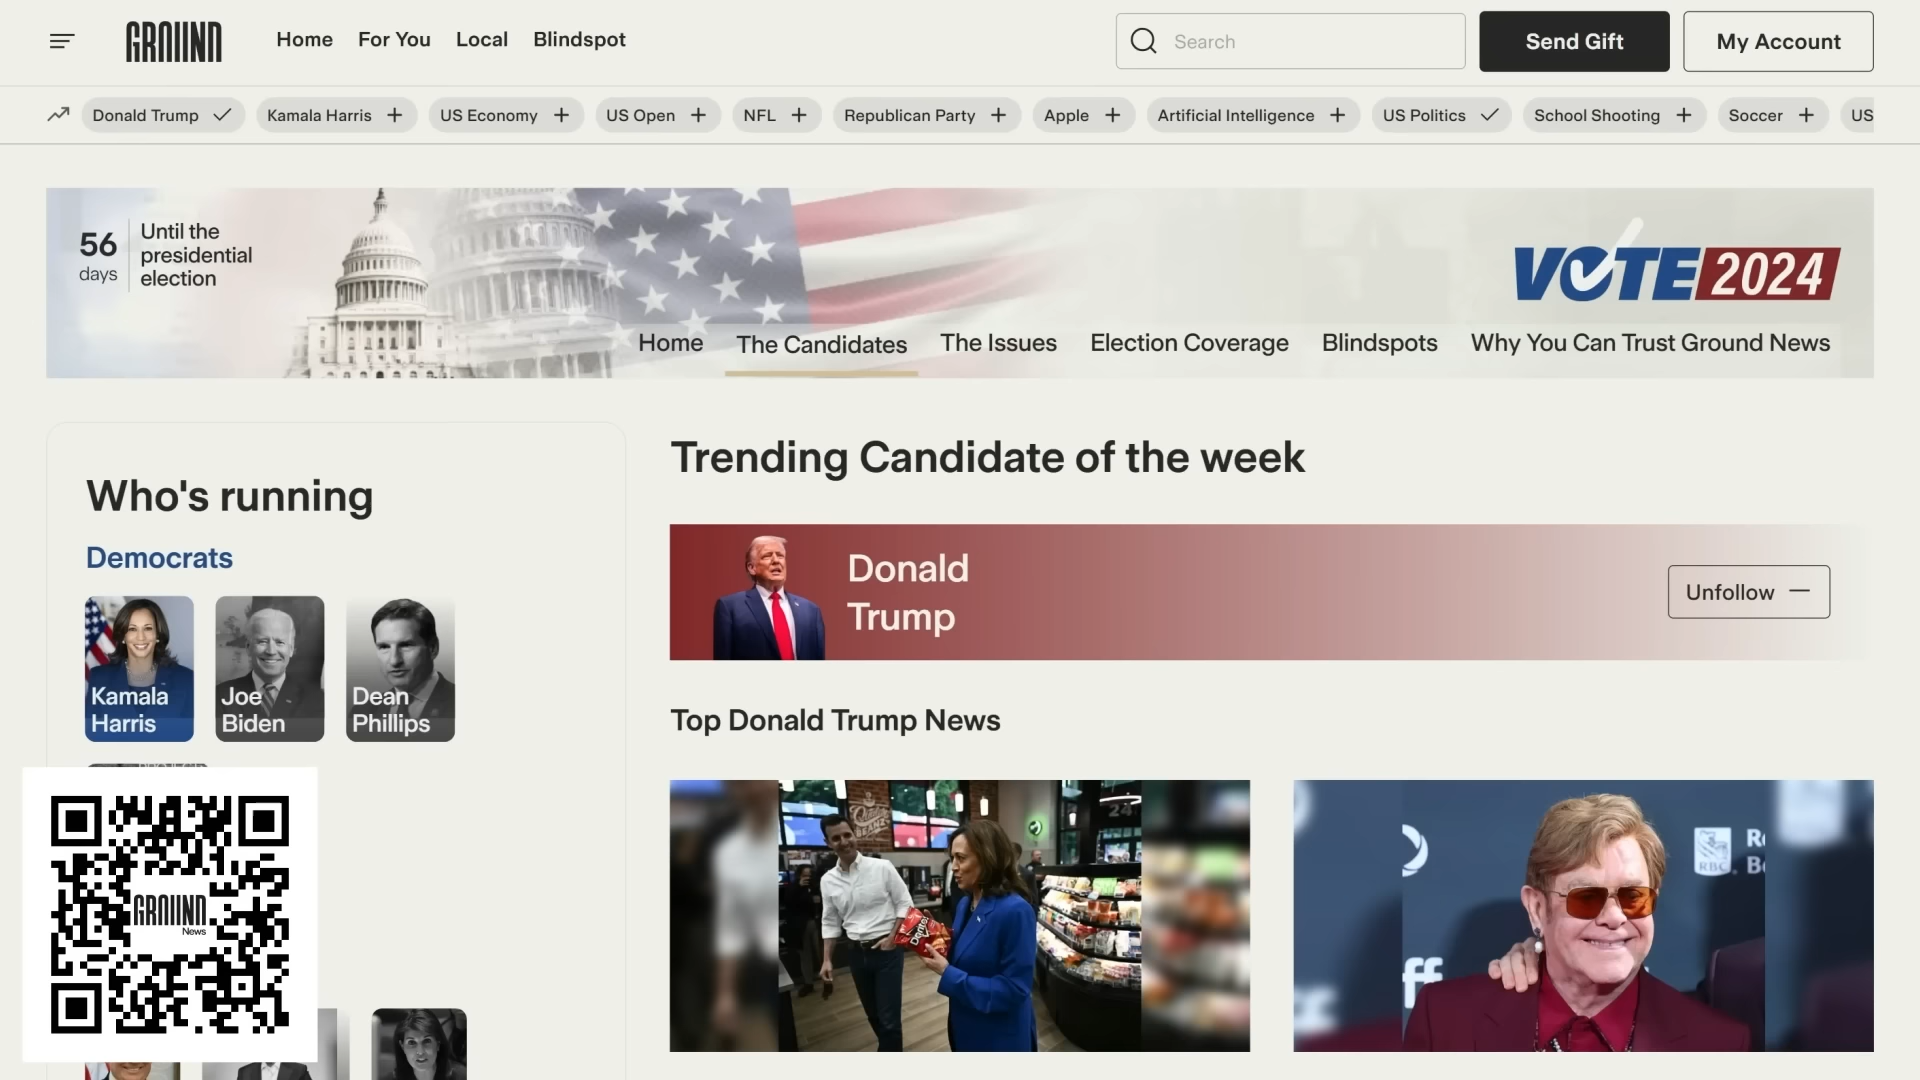 GROUND
Home For You Local Blindspot
Search
Send Gift
My Account
Donald Trump Kamala Harris US Economy US Open NFL Republican Party Apple Artificial Intelligence US Politics School Shooting Soccer US
56 days
Until the
presidential
election
VOTE 2024
Home The Candidates The Issues Election Coverage Blindspots Why You Can Trust Ground News
Who's running
Democrats
Kamala
Harris
Joe
Biden
Dean
Phillips
Trending Candidate of the week
Donald
Trump
Unfollow
Top Donald Trump News
GROUND
News
Doritos
24
RBC
ff